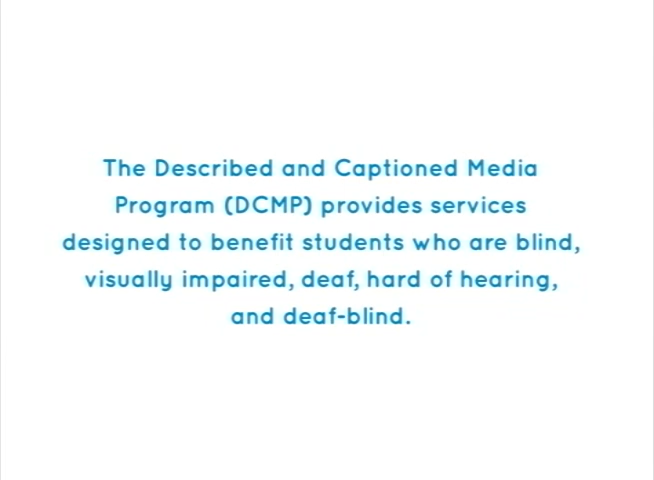 The Described and Captioned Media
Program (DCMP) provides services
designed to benefit students who are blind,
visually impaired, deaf, hard of hearing,
and deaf-blind.